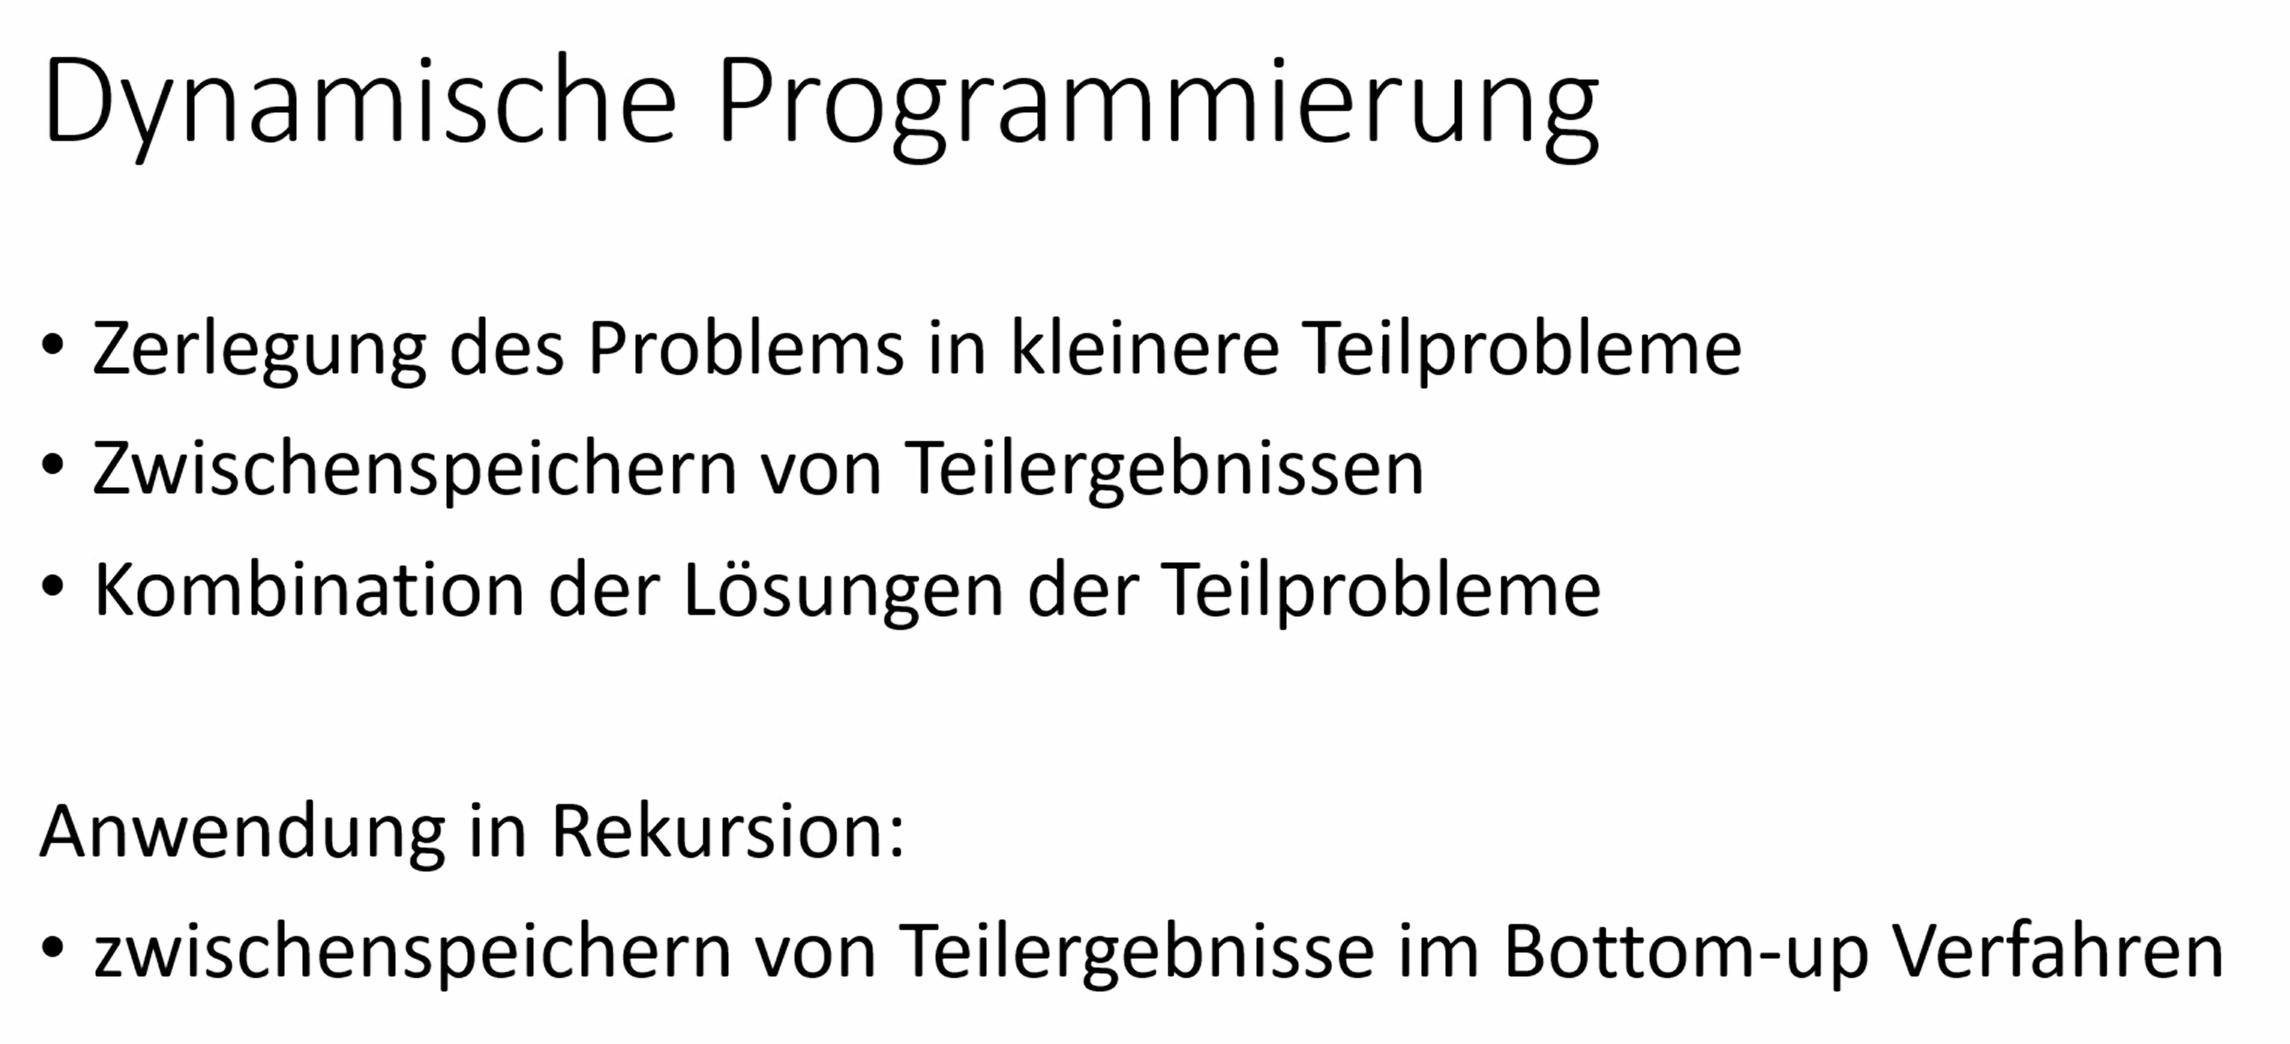 Dynamische Programmierung
• Zerlegung des Problems in kleinere Teilprobleme
• Zwischenspeichern von Teilergebnissen
• Kombination der Lösungen der Teilprobleme
Anwendung in Rekursion:
• zwischenspeichern von Teilergebnisse im Bottom-up Verfahren